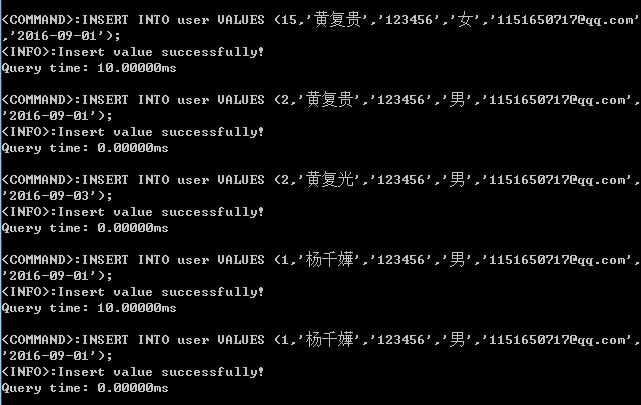 <COMMAND>:INSERT INTO user VALUES (15,'黄复贵','123456','女','1151650717@qq.com'
,'2016-09-01');
<INFO>:Insert value successfully!
Query time: 10.00000ms
<COMMAND>:INSERT INTO user VALUES (2,'黄复贵','123456','男','1151650717@qq.com',
'2016-09-01');
<INFO>:Insert value successfully!
Query time: 0.00000ms
<COMMAND>:INSERT INTO user VALUES (2,'黄复光','123456','男','1151650717@qq.com',
'2016-09-03');
<INFO>:Insert value successfully!
Query time: 0.00000ms
<COMMAND>:INSERT INTO user VALUES (1,'杨千嬅','123456','男','1151650717@qq.com',
'2016-09-01');
<INFO>:Insert value successfully!
Query time: 10.00000ms
<COMMAND>:INSERT INTO user VALUES (1,'杨千嬅','123456','男','1151650717@qq.com',
'2016-09-01');
<INFO>:Insert value successfully!
Query time: 0.00000ms